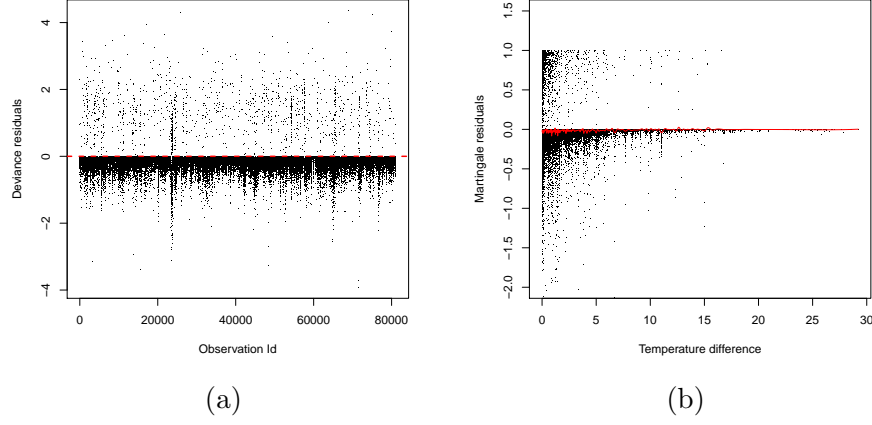 4
2
0
−2
−4
Deviance residuals
0 20000 40000 60000 80000
Observation Id
(a)
1.5
1.0
0.5
0.0
−0.5
−1.0
−1.5
−2.0
Martingale residuals
0 5 10 15 20 25 30
Temperature difference
(b)